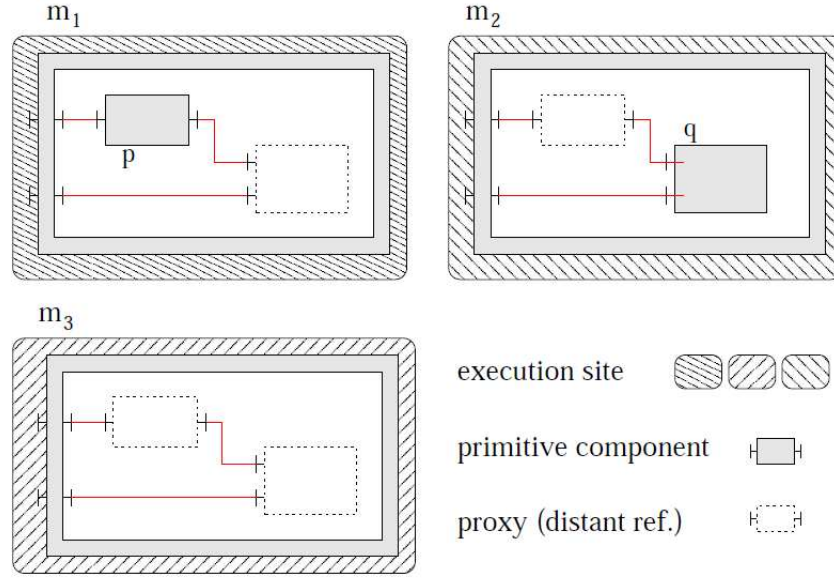 m1
m2
p
q
m3
execution site
primitive component
proxy (distant ref.)